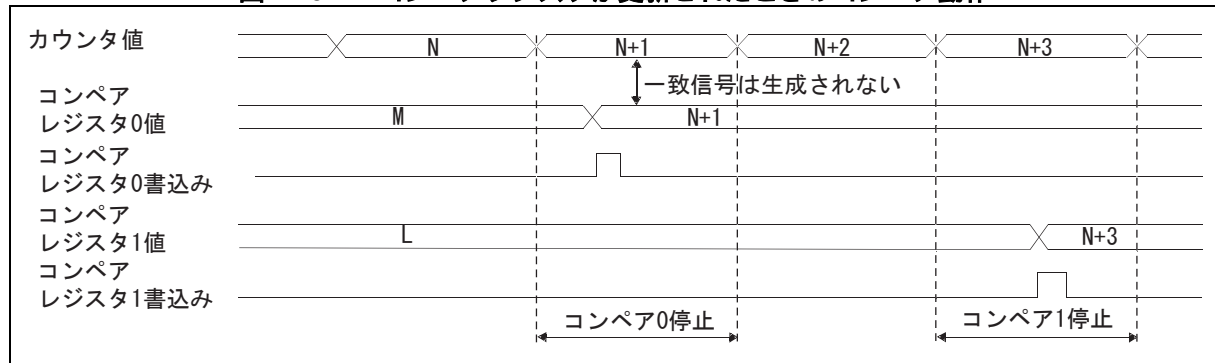 カウンタ値
N
N+1
N+2
N+3
一致信号は生成されない
コンペア
レジスタ0値
M
N+1
コンペア
レジスタ0書込み
コンペア
レジスタ1値
L
N+3
コンペア
レジスタ1書込み
コンペア0停止
コンペア1停止